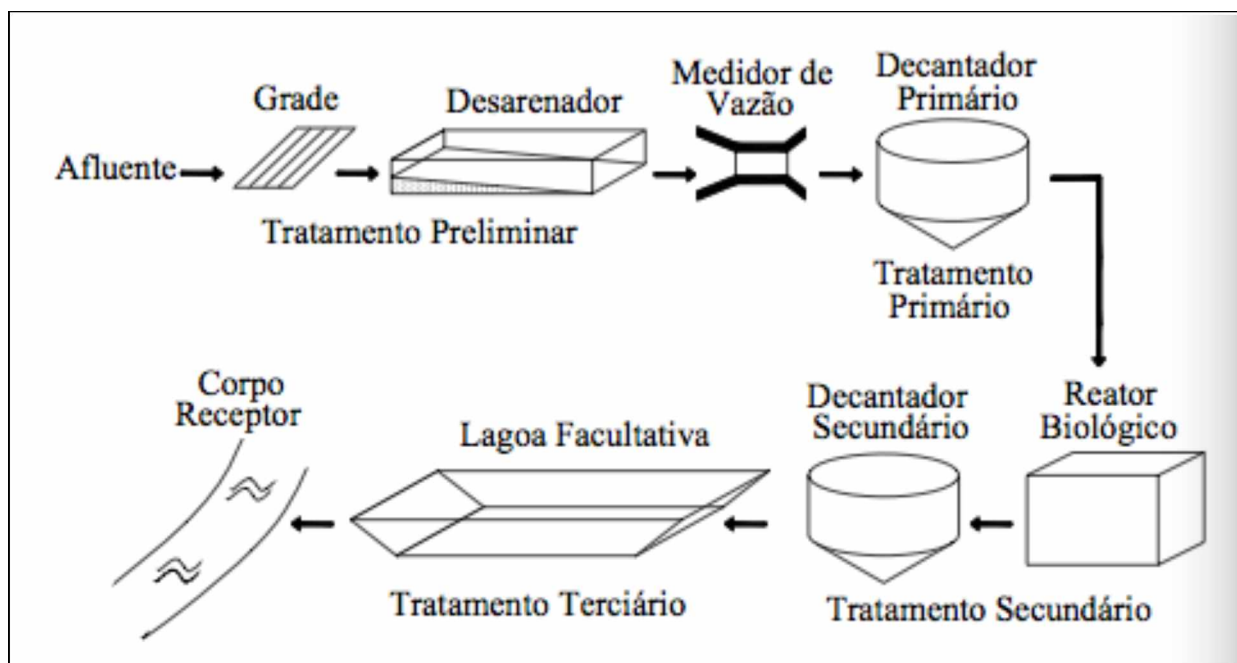 Afluente
Grade
Desarenador
Tratamento Preliminar
Medidor de
Vazão
Decantador
Primário
Tratamento
Primário
Reator
Biológico
Decantador
Secundário
Tratamento Secundário
Lagoa Facultativa
Tratamento Terciário
Corpo
Receptor